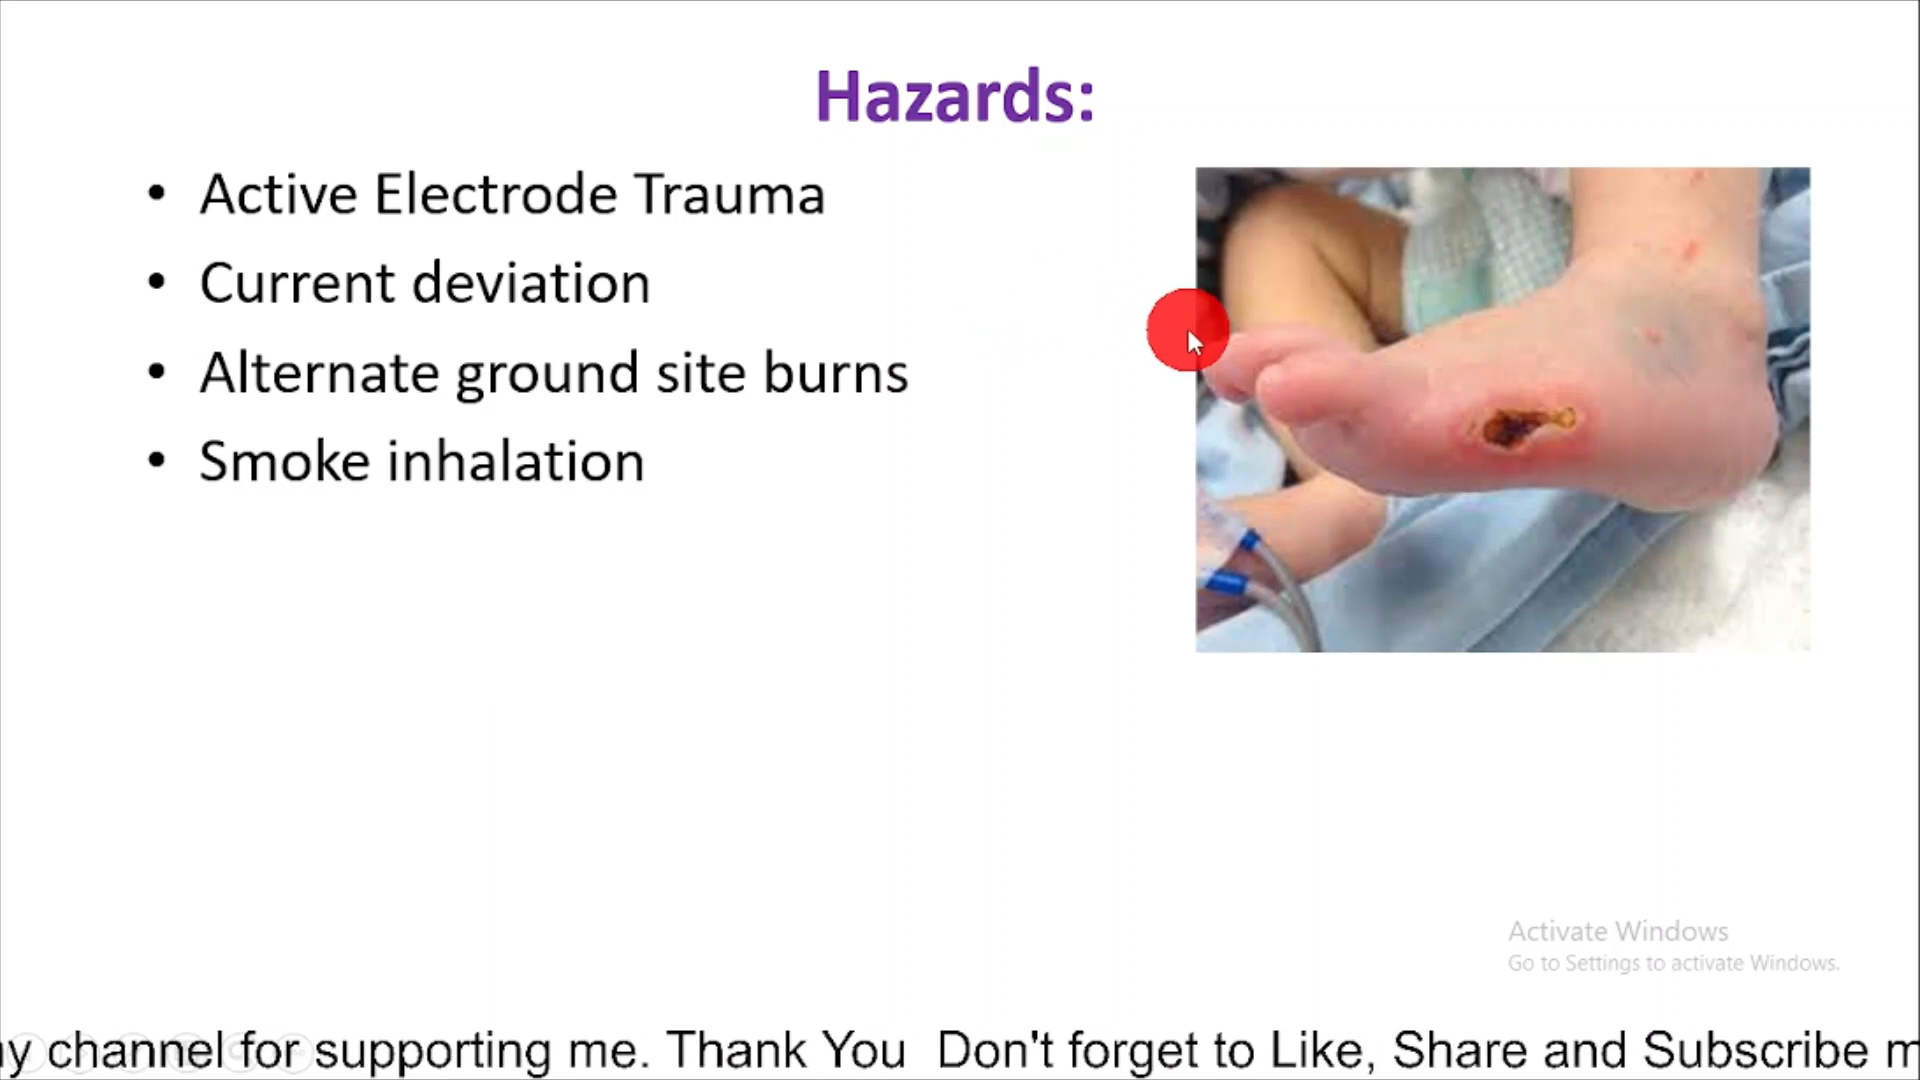 Hazards:
• Active Electrode Trauma
• Current deviation
• Alternate ground site burns
• Smoke inhalation
Activate Windows
Go to Settings to activate Windows.
y channel for supporting me. Thank You Don't forget to Like, Share and Subscribe m